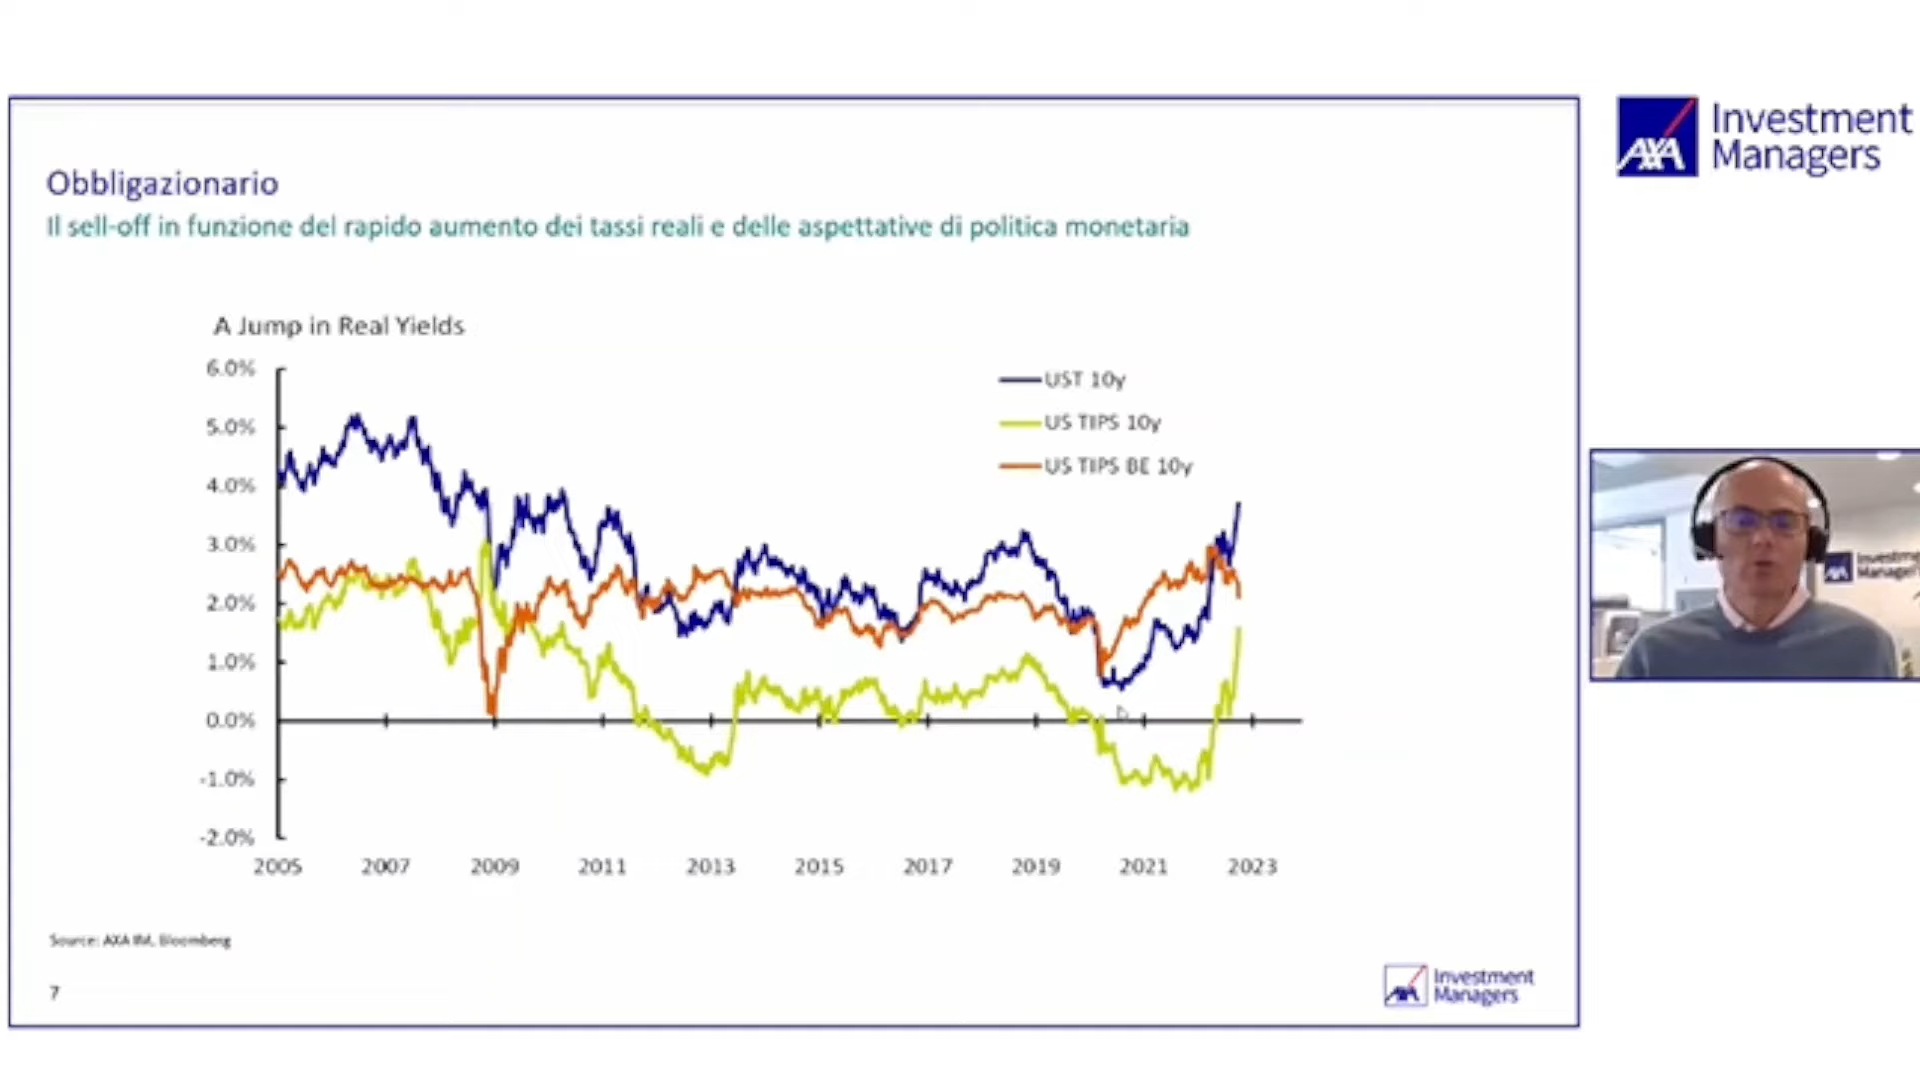 Obbligazionario
Il sell-off in funzione del rapido aumento dei tassi reali e delle aspettative di politica monetaria
A Jump in Real Yields
6.0%
5.0%
4.0%
3.0%
2.0%
1.0%
0.0%
-1.0%
-2.0%
UST 10y
US TIPS 10y
US TIPS BE 10y
2005 2007 2009 2011 2013 2015 2017 2019 2021 2023
Source: AXA IM, Bloomberg
7
AXA Investment
Managers
AXA Investment
Managers
AXA